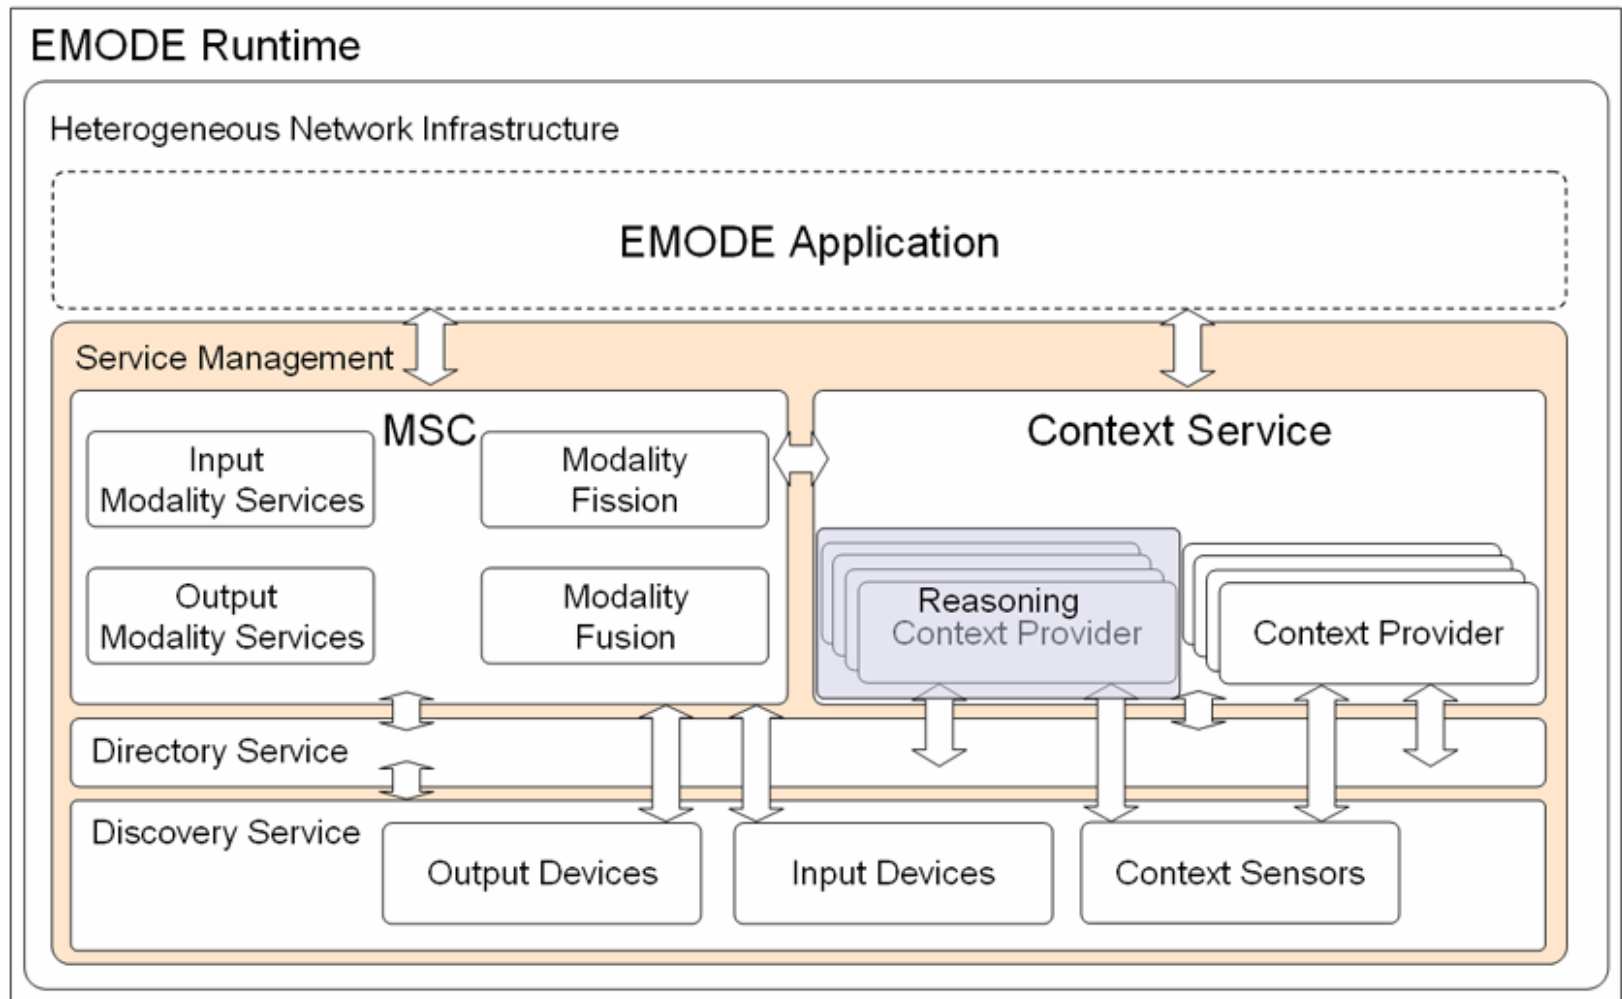 EMODE Runtime
Heterogeneous Network Infrastructure
EMODE Application
Service Management
MSC
Input
Modality Services
Modality
Fission
Output
Modality Services
Modality
Fusion
Context Service
Reasoning
Context Provider
Context Provider
Directory Service
Discovery Service
Output Devices
Input Devices
Context Sensors